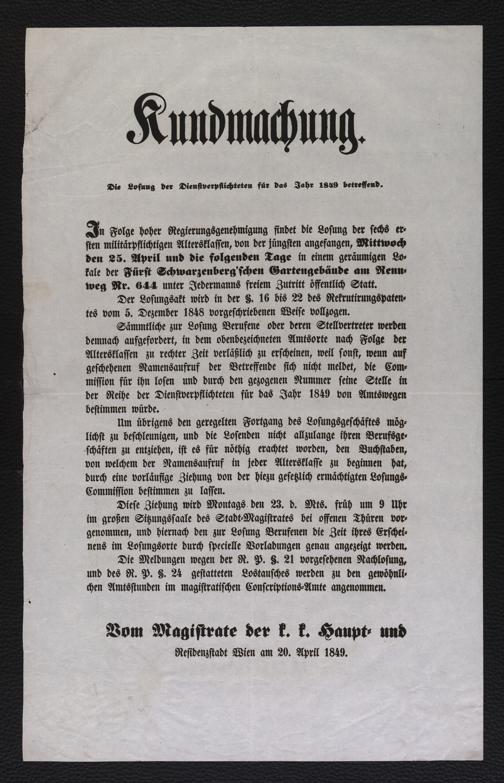 Kundmachung.
Die Losung der Dienstverpflichteten für das Jahr 1849 betreffend.
In Folge hoher Regierungsgenehmigung findet die Losung der sechs er-
sten militärpflichtigen Altersklassen, von der jüngsten angefangen, Mittwoch
den 25. April und die folgenden Tage in einem geräumigen Lo-
kale der Fürst Schwarzenberg'schen Gartengebäude am Renn-
weg Nr. 644 unter Jedermanns freiem Zutritt öffentlich Statt.
Der Losungsakt wird in der §. 16 bis 22 des Rekrutirungspaten-
tes vom 5. Dezember 1848 vorgeschriebenen Weise vollzogen.
Sämmtliche zur Losung Berufene oder deren Stellvertreter werden
demnach aufgefordert, in dem obenbezeichneten Amtsorte nach Folge der
Altersklassen zu rechter Zeit verläßlich zu erscheinen, weil sonst, wenn auf
geschehenen Namensaufruf der Betreffende sich nicht meldet, die Com-
mission für ihn losen und durch den gezogenen Nummer seine Stelle in
der Reihe der Dienstverpflichteten für das Jahr 1849 von Amtswegen
bestimmen würde.
Um übrigens den geregelten Fortgang des Losungsgeschäftes mög-
lichst zu beschleunigen, und die Losenden nicht allzulange ihren Berufsge-
schäften zu entziehen, ist es für nöthig erachtet worden, den Buchstaben,
von welchem der Namensaufruf in jeder Altersklasse zu beginnen hat,
durch eine vorläufige Ziehung von der hiezu gesetzlich ermächtigten Losungs-
Commission bestimmen zu lassen.
Diese Ziehung wird Montags den 23. d. Mts. früh um 9 Uhr
im großen Sitzungssaale des Stadt-Magistrates bei offenen Thüren vor-
genommen, und hiernach den zur Losung Berufenen die Zeit ihres Erschei-
nens im Losungsorte durch specielle Vorladungen genau angezeigt werden.
Die Meldungen wegen der R. P. §. 21 vorgesehenen Nachlosung,
und des R. P. §. 24 gestatteten Lostausches werden zu den gewöhnli-
chen Amtsstunden im magistratischen Conscriptions-Amte angenommen.
Vom Magistrate der k. k. Haupt- und
Residenzstadt Wien am 20. April 1849.